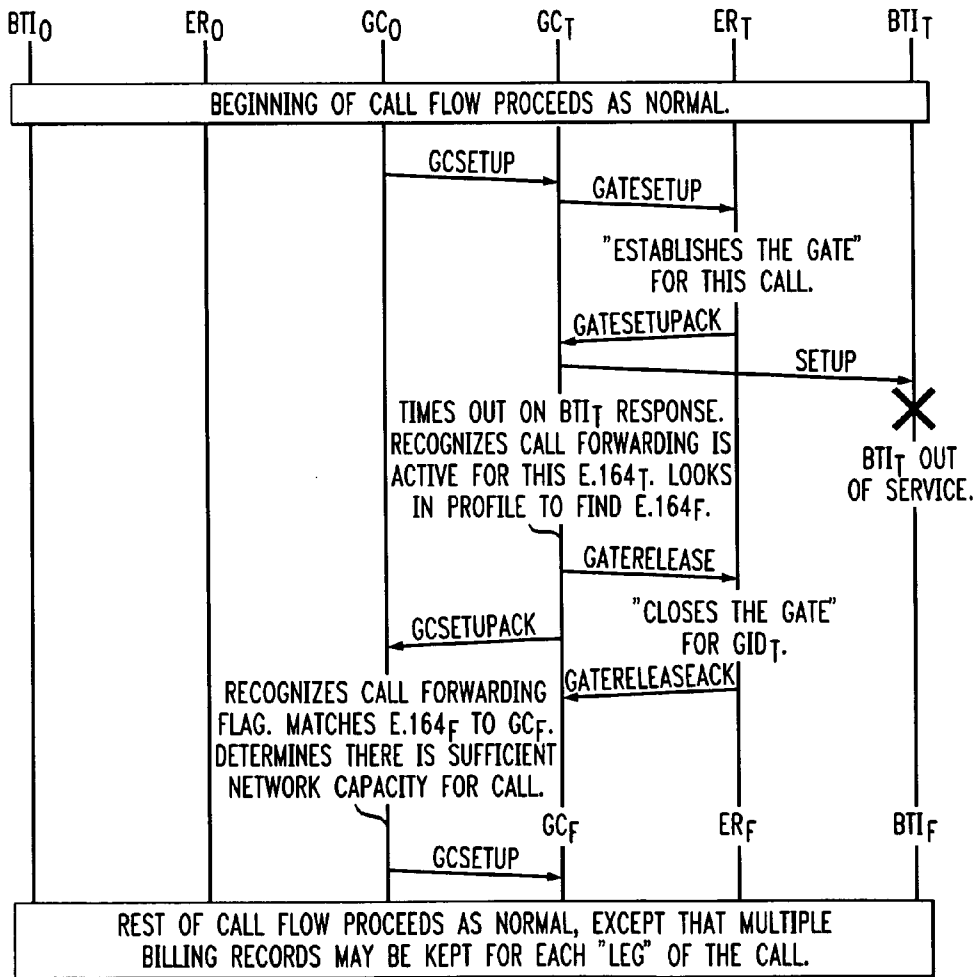 BTIO ERO GCO GCT ERT BTIT
BEGINNING OF CALL FLOW PROCEEDS AS NORMAL.
GCSETUP
GATESETUP
"ESTABLISHES THE GATE"
FOR THIS CALL.
GATESETUPACK
SETUP
TIMES OUT ON BTIT RESPONSE.
RECOGNIZES CALL FORWARDING IS
ACTIVE FOR THIS E.164T. LOOKS
IN PROFILE TO FIND E.164F.
BTIT OUT
OF SERVICE.
GATERELEASE
"CLOSES THE GATE"
FOR GIDT.
GCSETUPACK
GATERELEASEACK
RECOGNIZES CALL FORWARDING
FLAG. MATCHES E.164F TO GCF.
DETERMINES THERE IS SUFFICIENT
NETWORK CAPACITY FOR CALL.
GCF ERF BTIF
GCSETUP
REST OF CALL FLOW PROCEEDS AS NORMAL, EXCEPT THAT MULTIPLE
BILLING RECORDS MAY BE KEPT FOR EACH "LEG" OF THE CALL.